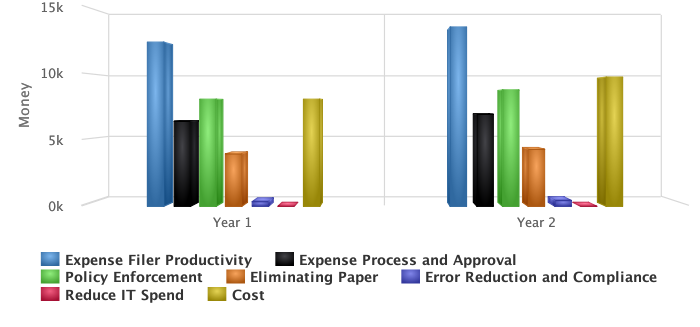 15k
10k
5k
0k
Money
Year 1
Year 2
Expense Filer Productivity
Expense Process and Approval
Policy Enforcement
Eliminating Paper
Error Reduction and Compliance
Reduce IT Spend
Cost